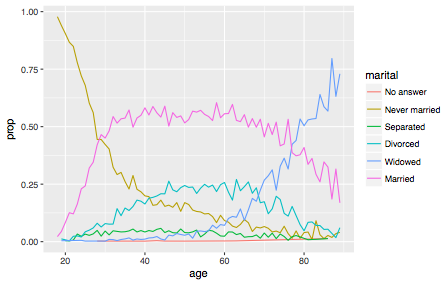 1.00
0.75
0.50
0.25
0.00
prop
20
40
60
80
age
marital
No answer
Never married
Separated
Divorced
Widowed
Married